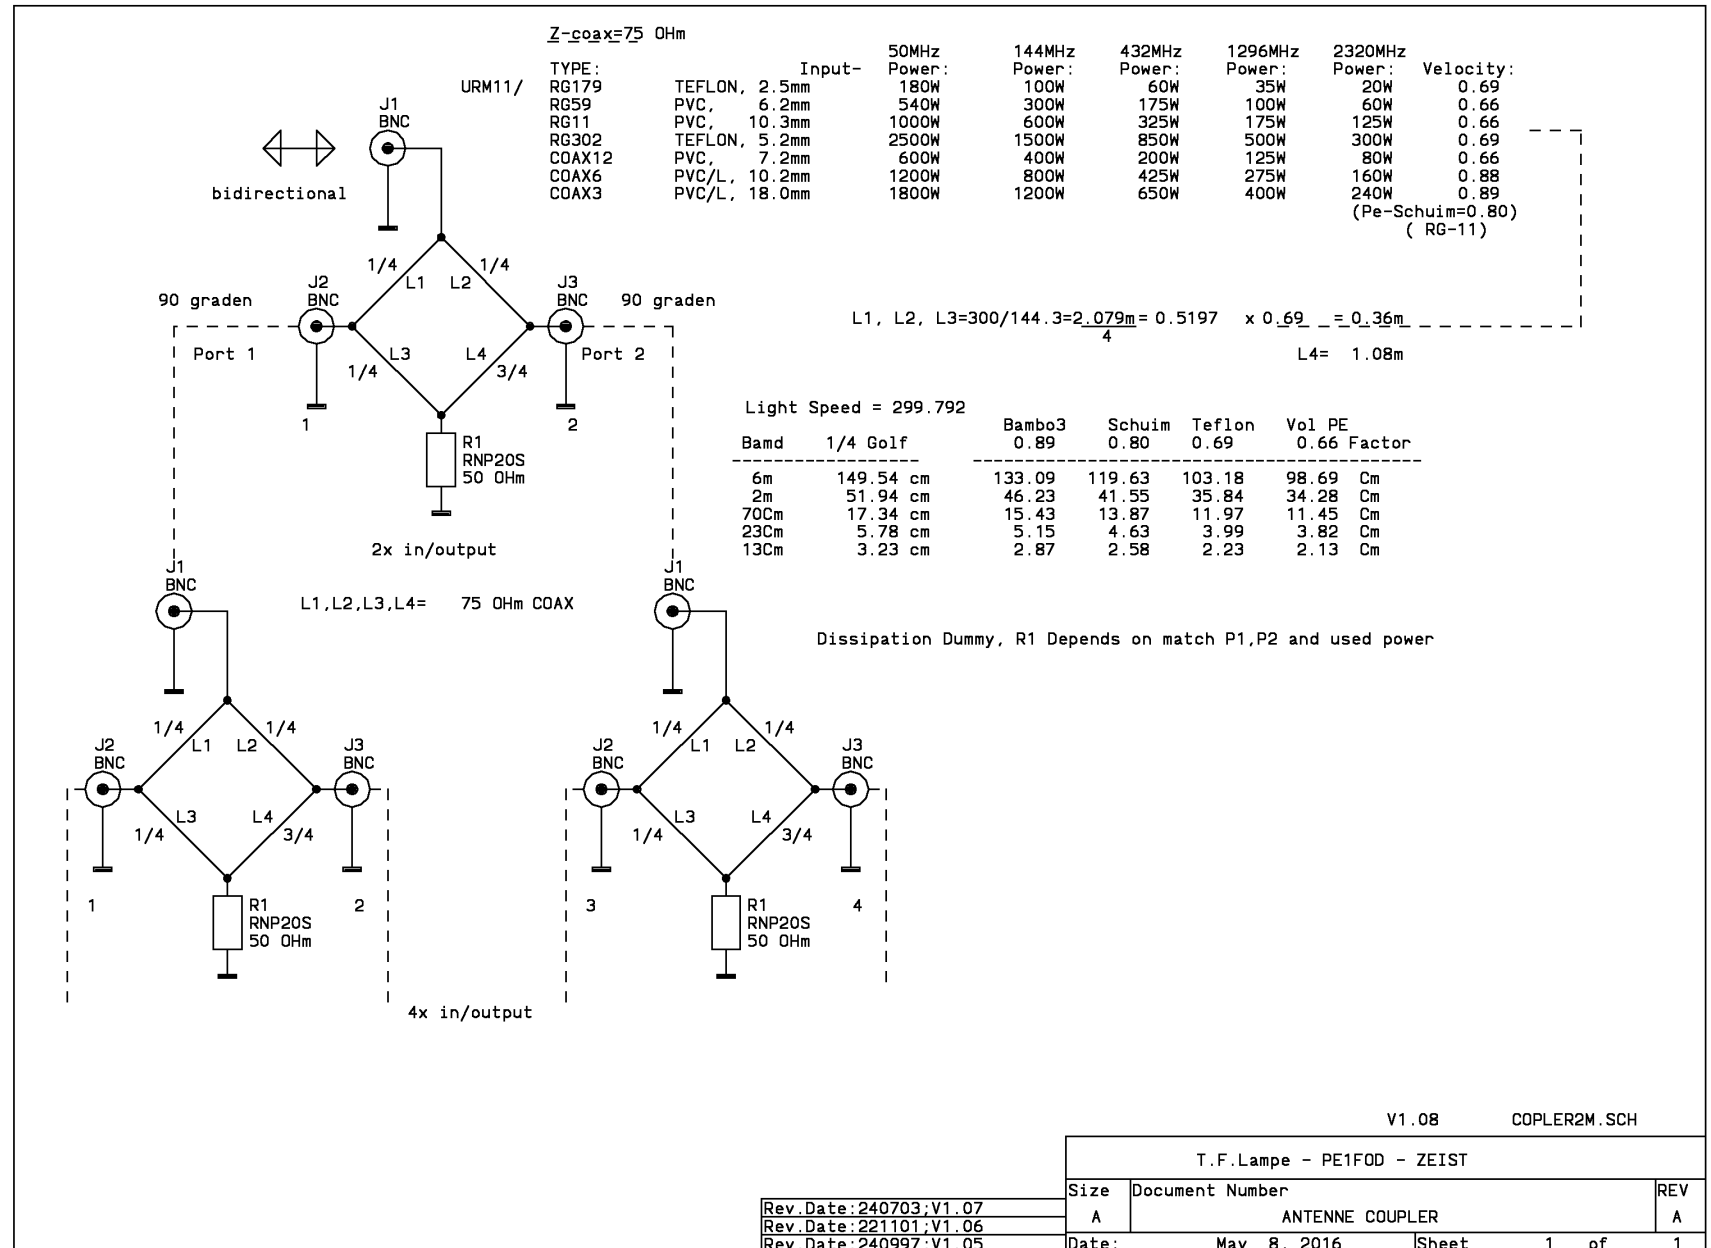 Z-coax=75 OHm
50MHz 144MHz 432MHz 1296MHz 2320MHz
TYPE: Input- Power: Power: Power: Power: Power: Velocity:
URM11/ RG179 TEFLON, 2.5mm 180W 100W 60W 35W 20W 0.69
RG59 PVC, 6.2mm 540W 300W 175W 100W 60W 0.66
RG11 PVC, 10.3mm 1000W 600W 325W 175W 125W 0.66
RG302 TEFLON, 5.2mm 2500W 1500W 850W 500W 300W 0.69
COAX12 PVC, 7.2mm 600W 400W 200W 125W 80W 0.66
COAX6 PVC/L, 10.2mm 1200W 800W 425W 275W 160W 0.88
COAX3 PVC/L, 18.0mm 1800W 1200W 650W 400W 240W 0.89
(Pe-Schuim=0.80)
( RG-11)
J1
BNC
bidirectional
1/4 1/4
L1 L2
J2
BNC
J3
BNC
90 graden 90 graden
Port 1 Port 2
L3 L4
1/4 3/4
1 2
R1
RNP20S
50 OHm
2x in/output
L1, L2, L3=300/144.3=2.079m= 0.5197 x 0.69 = 0.36m
4
L4= 1.08m
Light Speed = 299.792
Bambo3 Schuim Teflon Vol PE
Bamd 1/4 Golf 0.89 0.80 0.69 0.66 Factor
6m 149.54 cm 133.09 119.63 103.18 98.69 Cm
2m 51.94 cm 46.23 41.55 35.84 34.28 Cm
70Cm 17.34 cm 15.43 13.87 11.97 11.45 Cm
23Cm 5.78 cm 5.15 4.63 3.99 3.82 Cm
13Cm 3.23 cm 2.87 2.58 2.23 2.13 Cm
L1,L2,L3,L4= 75 OHm COAX
Dissipation Dummy, R1 Depends on match P1,P2 and used power
J1
BNC
1/4 1/4
L1 L2
J2
BNC
J3
BNC
L3 L4
1/4 3/4
1 2
R1
RNP20S
50 OHm
J1
BNC
1/4 1/4
L1 L2
J2
BNC
J3
BNC
L3 L4
1/4 3/4
3 4
R1
RNP20S
50 OHm
4x in/output
V1.08 COPLER2M.SCH
T.F.Lampe - PE1FOD - ZEIST
Size Document Number REV
A ANTENNE COUPLER A
Date: May 8, 2016 Sheet 1 of 1
Rev.Date:240703;V1.07
Rev.Date:221101;V1.06
Rev.Date:240997;V1.05